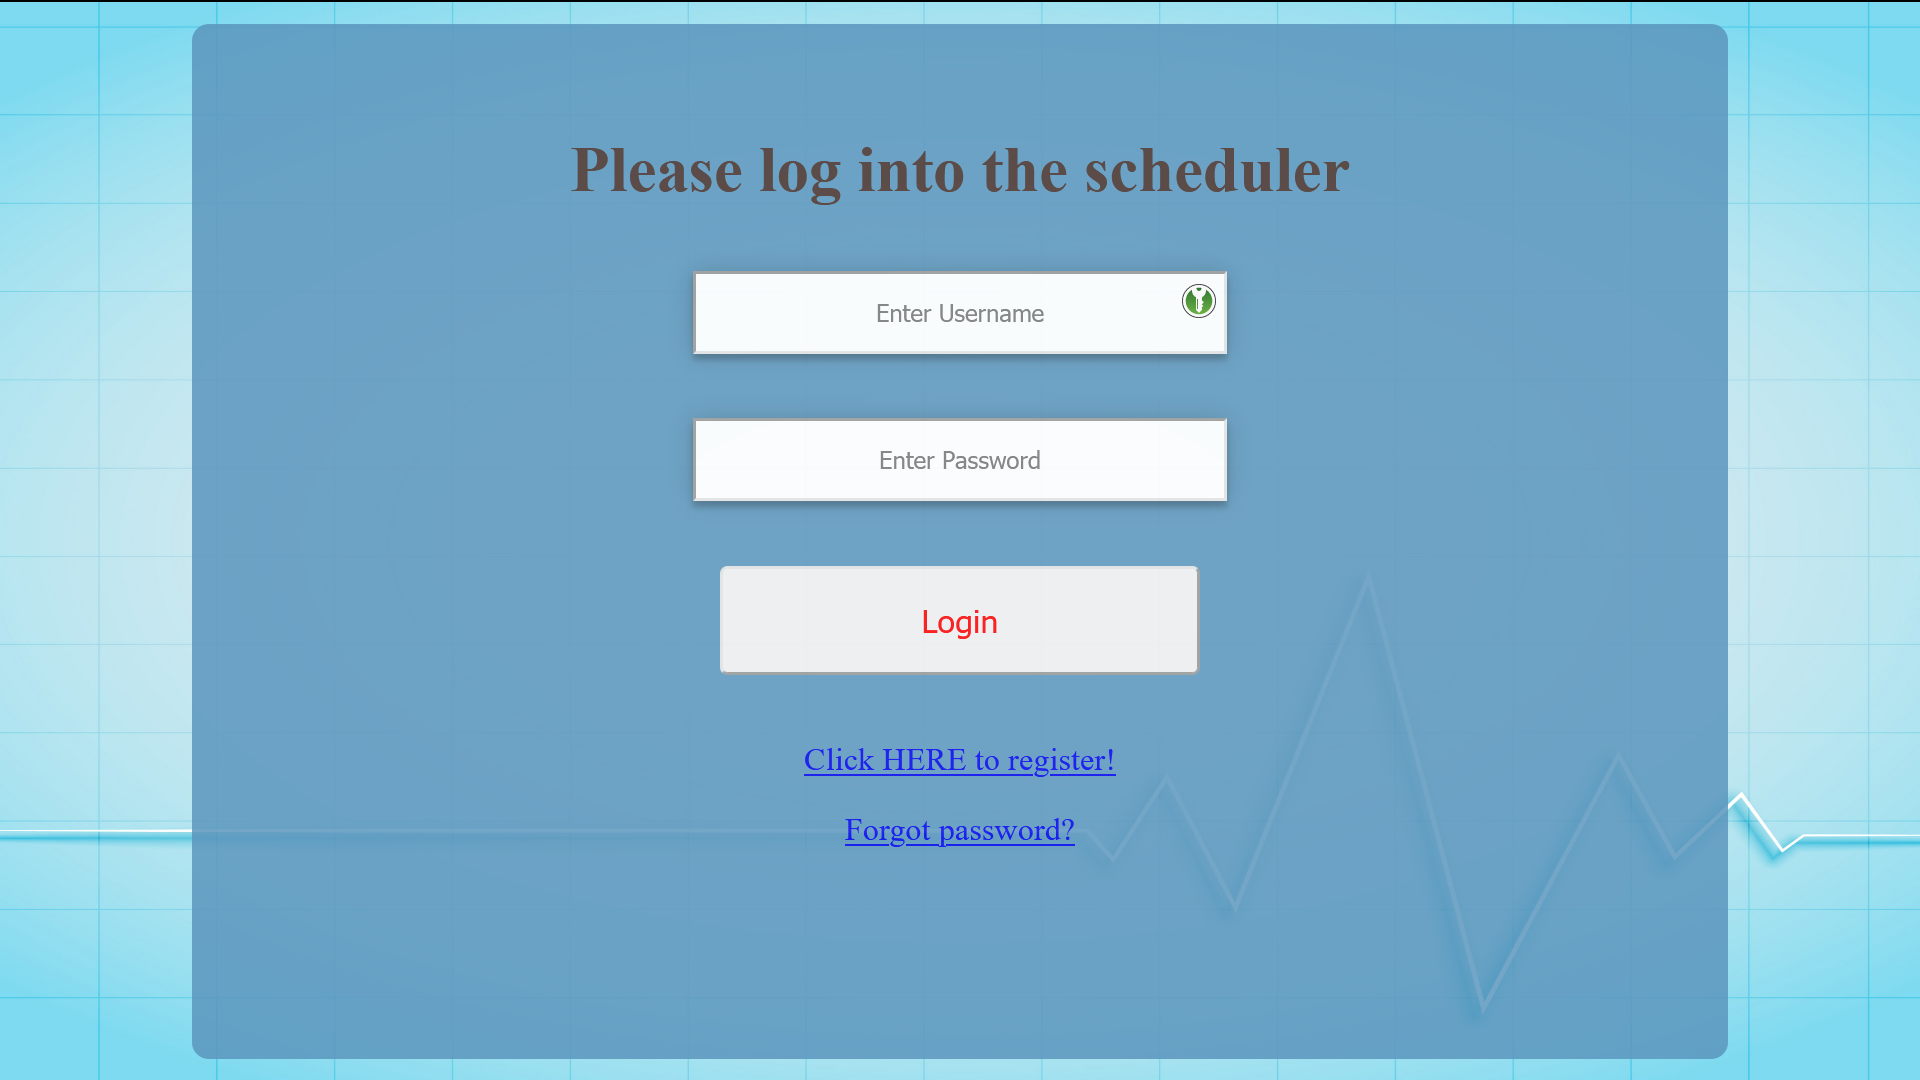 Please log into the scheduler
Enter Username
Enter Password
Login
Click HERE to register!
Forgot password?